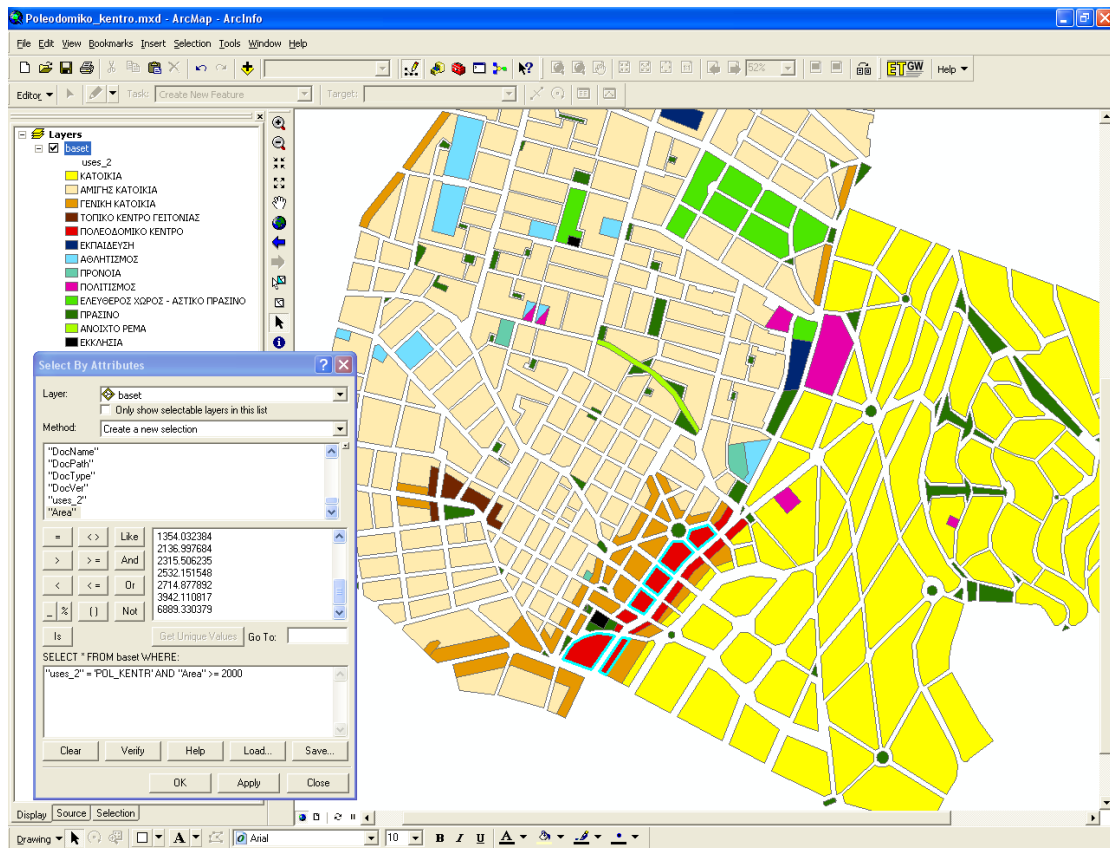 Poleodomiko_kentro.mxd - ArcMap - ArcInfo
File Edit View Bookmarks Insert Selection Tools Window Help
52%
ET GW
Help
Editor
Task: Create New Feature
Target:
Layers
baset
uses_2
ΚΑΤΟΙΚΙΑ
ΑΜΙΓΗΣ ΚΑΤΟΙΚΙΑ
ΓΕΝΙΚΗ ΚΑΤΟΙΚΙΑ
ΤΟΠΙΚΟ ΚΕΝΤΡΟ ΓΕΙΤΟΝΙΑΣ
ΠΟΛΕΟΔΟΜΙΚΟ ΚΕΝΤΡΟ
ΕΚΠΑΙΔΕΥΣΗ
ΑΘΛΗΤΙΣΜΟΣ
ΠΡΟΝΟΙΑ
ΠΟΛΙΤΙΣΜΟΣ
ΕΛΕΥΘΕΡΟΣ ΧΩΡΟΣ - ΑΣΤΙΚΟ ΠΡΑΣΙΝΟ
ΠΡΑΣΙΝΟ
ΑΝΟΙΧΤΟ ΡΕΜΑ
ΕΚΚΛΗΣΙΑ
Select By Attributes
Layer: baset
Only show selectable layers in this list
Method: Create a new selection
"DocName"
"DocPath"
"DocType"
"DocVer"
"uses_2"
"Area"
= < > Like
> > = And
< < = Or
_ % ( ) Not
Is
1354.032384
2136.997684
2315.506235
2532.151548
2714.877892
3942.110817
6889.330379
Get Unique Values Go To:
SELECT * FROM baset WHERE:
"uses_2" = 'POL_KENTR' AND "Area" >= 2000
Clear Verify Help Load... Save...
OK Apply Close
Display Source Selection
Drawing A Arial 10 B I U A